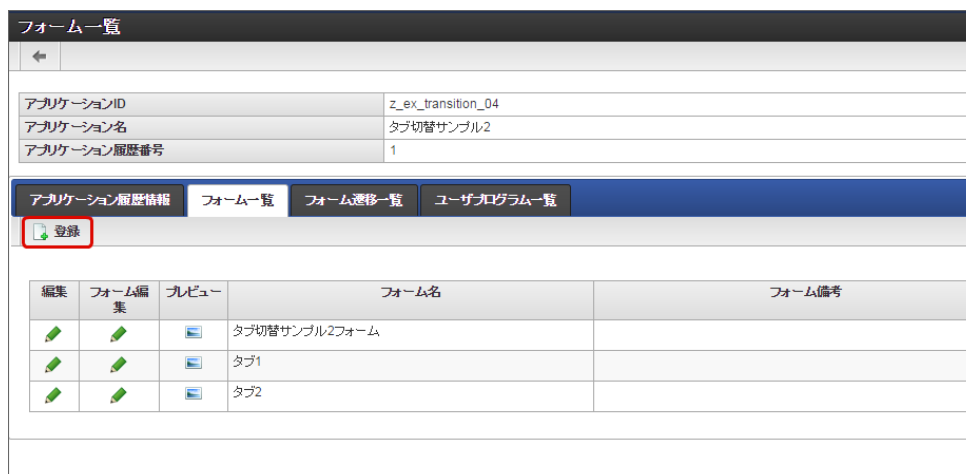 フォーム一覧
アプリケーションID z_ex_transition_04
アプリケーション名 タブ切替サンプル2
アプリケーション履歴番号 1
アプリケーション履歴情報 フォーム一覧 フォーム遷移一覧 ユーザプログラム一覧
登録
編集 フォーム編集 プレビュー フォーム名 フォーム備考
タブ切替サンプル2フォーム
タブ1
タブ2